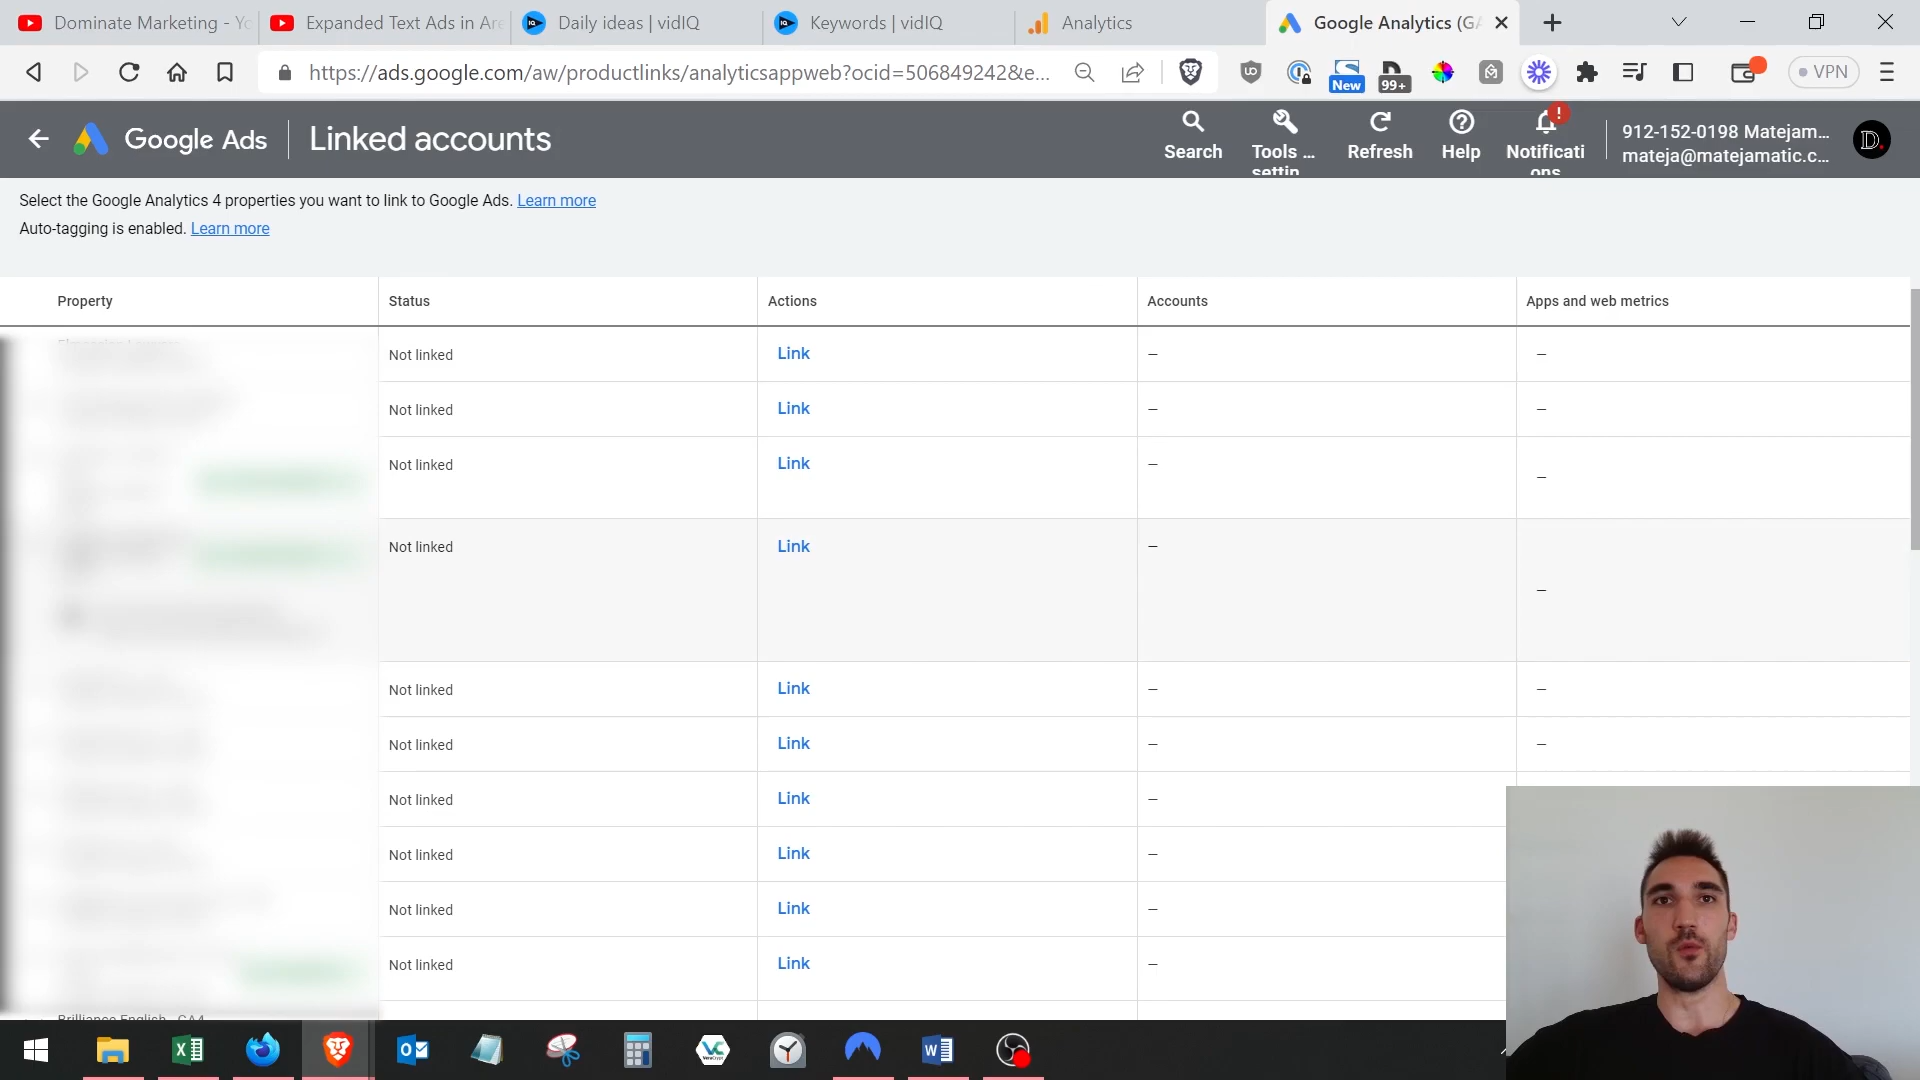 Dominate Marketing - Yo
Expanded Text Ads in Are
Daily ideas | vidIQ
Keywords | vidIQ
Analytics
Google Analytics (GA
https://ads.google.com/aw/productlinks/analyticsappweb?ocid=506849242&e...
New
99+
VPN
Google Ads
Linked accounts
Search
Tools ...
settin
Refresh
Help
Notificati
ons
912-152-0198 Matejam...
mateja@matejamatic.c...
D.
Select the Google Analytics 4 properties you want to link to Google Ads. Learn more
Auto-tagging is enabled. Learn more
Property Status Actions Accounts Apps and web metrics
Not linked Link – –
Not linked Link – –
Not linked Link – –
Not linked Link – –
Not linked Link – –
Not linked Link – –
Not linked Link –
Not linked Link –
Not linked Link –
Not linked Link –
Brilliance English - GA4